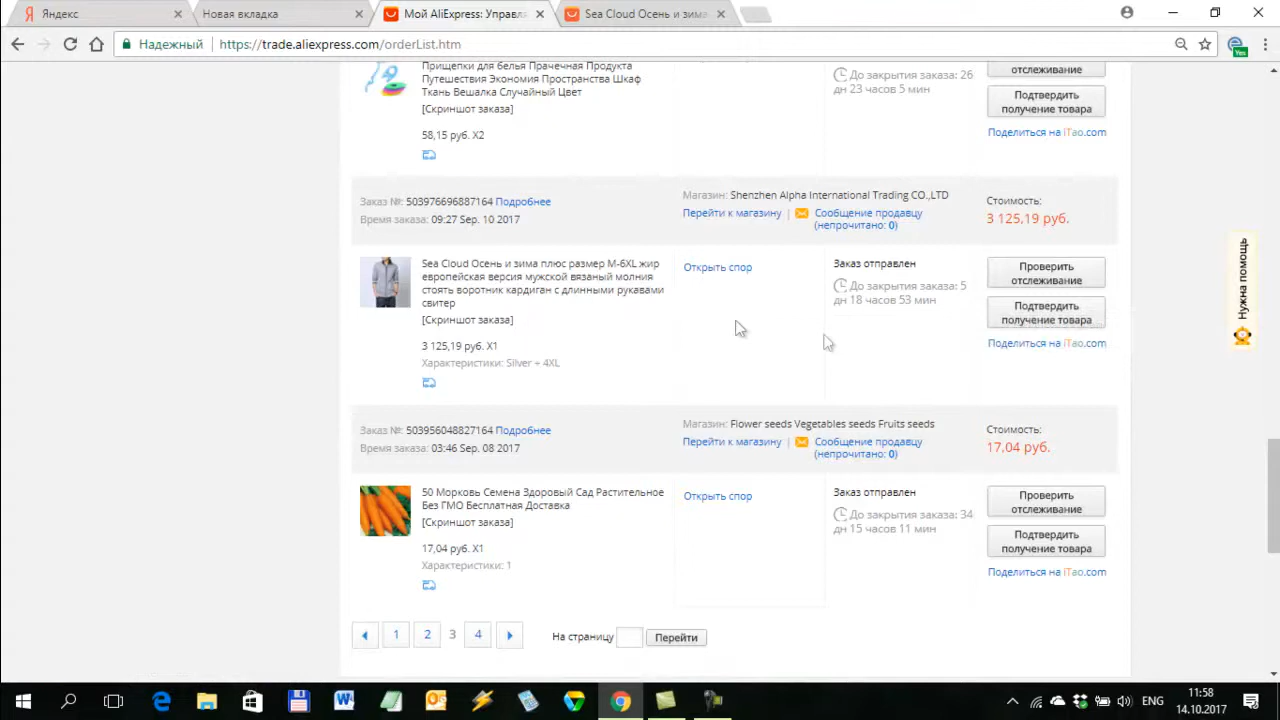 Яндекс
Новая вкладка
Мой AliExpress: Управля
Sea Cloud Осень и зима
Надежный
https://trade.aliexpress.com/orderList.htm
Yes
Прищепки для белья Прачечная Продукта
Путешествия Экономия Пространства Шкаф
Ткань Вешалка Случайный Цвет
[Скриншот заказа]
58,15 руб. X2
До закрытия заказа: 26
дн 23 часов 5 мин
отслеживание
Подтвердить
получение товара
Поделиться на iTao.com
Заказ №: 503976696887164 Подробнее
Время заказа: 09:27 Sep. 10 2017
Магазин: Shenzhen Alpha International Trading CO.,LTD
Перейти к магазину | Сообщение продавцу
(непрочитано: 0)
Стоимость:
3 125,19 руб.
Sea Cloud Осень и зима плюс размер М-6XL жир
европейская версия мужской вязаный молния
стоять воротник кардиган с длинными рукавами
свитер
[Скриншот заказа]
3 125,19 руб. X1
Характеристики: Silver + 4XL
Открыть спор
Заказ отправлен
До закрытия заказа: 5
дн 18 часов 53 мин
Проверить
отслеживание
Подтвердить
получение товара
Поделиться на iTao.com
Заказ №: 503956048827164 Подробнее
Время заказа: 03:46 Sep. 08 2017
Магазин: Flower seeds Vegetables seeds Fruits seeds
Перейти к магазину | Сообщение продавцу
(непрочитано: 0)
Стоимость:
17,04 руб.
50 Морковь Семена Здоровый Сад Растительное
Без ГМО Бесплатная Доставка
[Скриншот заказа]
17,04 руб. X1
Характеристики: 1
Открыть спор
Заказ отправлен
До закрытия заказа: 34
дн 15 часов 11 мин
Проверить
отслеживание
Подтвердить
получение товара
Поделиться на iTao.com
1 2 3 4
На страницу
Перейти
Нужна помощь
ENG
11:58
14.10.2017